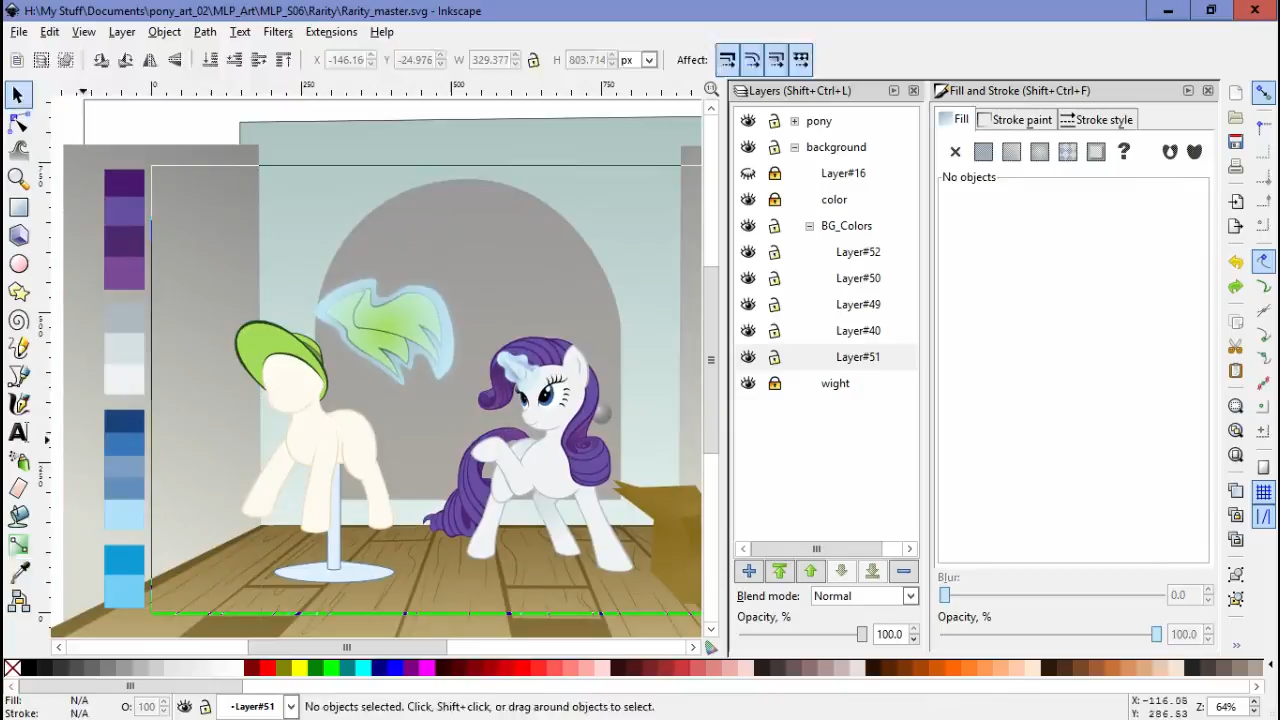 H:\My Stuff\Documents\pony_art_02\MLP_Art\MLP_S06\Rarity\Rarity_master.svg - Inkscape
File Edit View Layer Object Path Text Filters Extensions Help
X -146.16 Y -24.976 W 329.377 H 803.714 px Affect:
0 250 500 750
Layers (Shift+Ctrl+L)
Fill and Stroke (Shift+Ctrl+F)
pony
background
Layer#16
color
BG_Colors
Layer#52
Layer#50
Layer#49
Layer#40
Layer#51
wight
Fill Stroke paint Stroke style
No objects
Blend mode: Normal
Opacity, %
100.0
Blur:
0.0
Opacity, %
100.0
Fill: N/A
Stroke: N/A
O: 100
-Layer#51
No objects selected. Click, Shift+click, or drag around objects to select.
X: -116.08
Y: 286.83
Z: 64%